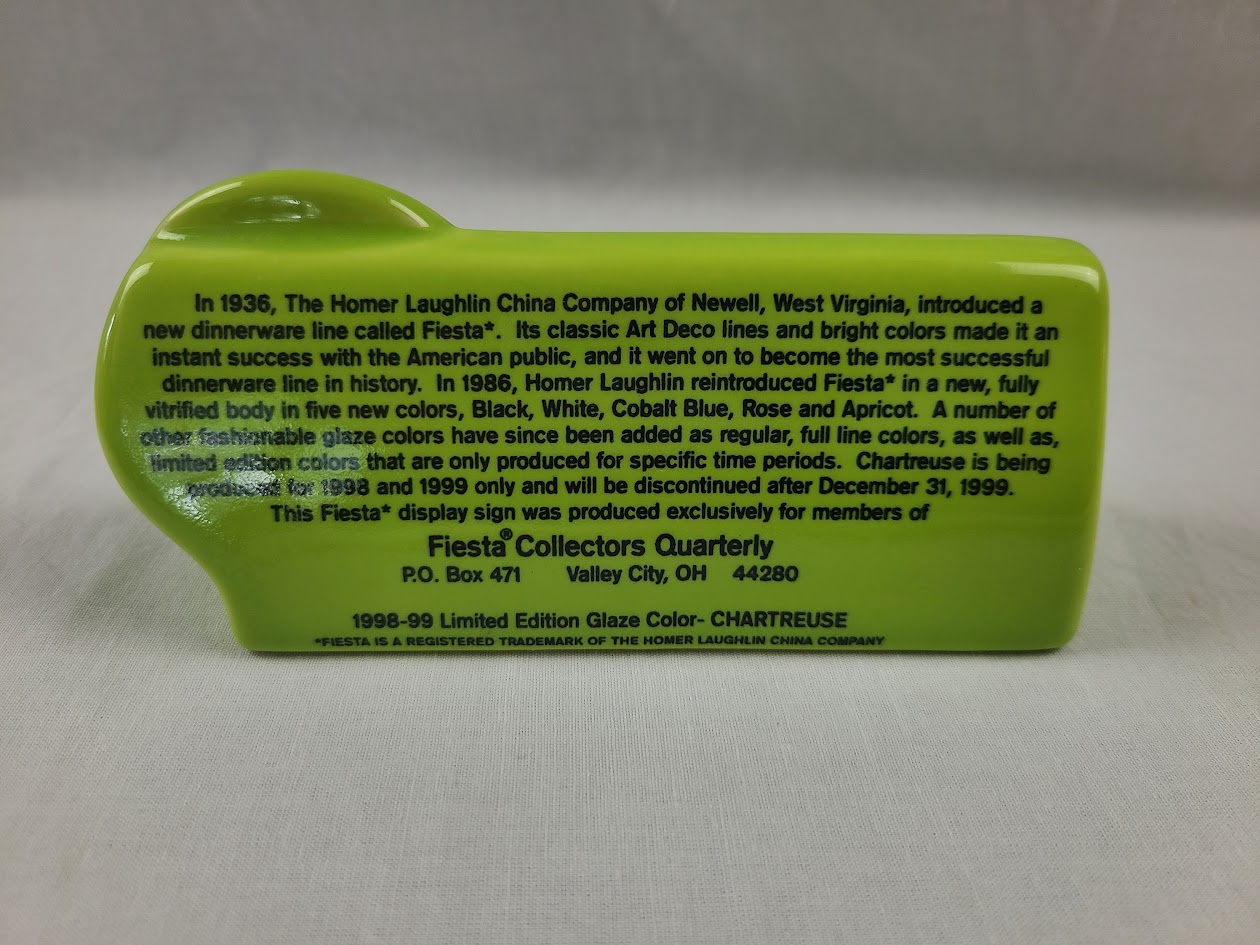 In 1936, The Homer Laughlin China Company of Newell, West Virginia, introduced a
new dinnerware line called Fiesta*. Its classic Art Deco lines and bright colors made it an
instant success with the American public, and it went on to become the most successful
dinnerware line in history. In 1986, Homer Laughlin reintroduced Fiesta* in a new, fully
vitrified body in five new colors, Black, White, Cobalt Blue, Rose and Apricot. A number of
other fashionable glaze colors have since been added as regular, full line colors, as well as,
limited edition colors that are only produced for specific time periods. Chartreuse is being
produced for 1998 and 1999 only and will be discontinued after December 31, 1999.
This Fiesta* display sign was produced exclusively for members of
Fiesta® Collectors Quarterly
P.O. Box 471 Valley City, OH 44280
1998-99 Limited Edition Glaze Color- CHARTREUSE
*FIESTA IS A REGISTERED TRADEMARK OF THE HOMER LAUGHLIN CHINA COMPANY